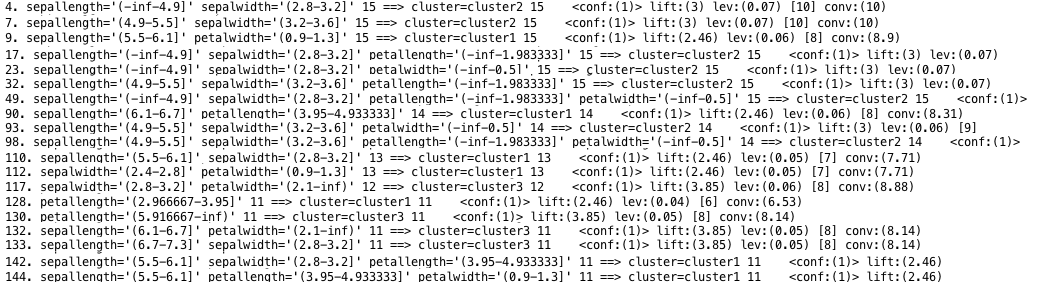 4. sepallength='(-inf-4.9]' sepalwidth='(2.8-3.2]' 15 ==> cluster=cluster2 15    <conf:(1)> lift:(3) lev:(0.07) [10] conv:(10)
7. sepallength='(4.9-5.5]' sepalwidth='(3.2-3.6]' 15 ==> cluster=cluster2 15    <conf:(1)> lift:(3) lev:(0.07) [10] conv:(10)
9. sepallength='(5.5-6.1]' petalwidth='(0.9-1.3]' 15 ==> cluster=cluster1 15    <conf:(1)> lift:(2.46) lev:(0.06) [8] conv:(8.9)
17. sepallength='(-inf-4.9]' sepalwidth='(2.8-3.2]' petallength='(-inf-1.983333]' 15 ==> cluster=cluster2 15    <conf:(1)> lift:(3) lev:(0.07)
23. sepallength='(-inf-4.9]' sepalwidth='(2.8-3.2]' petalwidth='(-inf-0.5]' 15 ==> cluster=cluster2 15    <conf:(1)> lift:(3) lev:(0.07)
32. sepallength='(4.9-5.5]' sepalwidth='(3.2-3.6]' petallength='(-inf-1.983333]' 15 ==> cluster=cluster2 15    <conf:(1)> lift:(3)
49. sepallength='(-inf-4.9]' sepalwidth='(2.8-3.2]' petallength='(-inf-1.983333]' petalwidth='(-inf-0.5]' 15 ==> cluster=cluster2 15    <conf:(1)>
90. sepallength='(6.1-6.7]' petallength='(3.95-4.933333]' 14 ==> cluster=cluster1 14    <conf:(1)> lift:(2.46) lev:(0.06) [8] conv:(8.31)
93. sepallength='(4.9-5.5]' sepalwidth='(3.2-3.6]' petalwidth='(-inf-0.5]' 14 ==> cluster=cluster2 14    <conf:(1)> lift:(3) lev:(0.06) [9]
98. sepallength='(4.9-5.5]' sepalwidth='(3.2-3.6]' petallength='(-inf-1.983333]' petalwidth='(-inf-0.5]' 14 ==> cluster=cluster2 14    <conf:(1)>
110. sepallength='(5.5-6.1]' sepalwidth='(2.8-3.2]' 13 ==> cluster=cluster1 13    <conf:(1)> lift:(2.46) lev:(0.05) [7] conv:(7.71)
112. sepalwidth='(2.4-2.8]' petalwidth='(0.9-1.3]' 13 ==> cluster=cluster1 13    <conf:(1)> lift:(2.46) lev:(0.05) [7] conv:(7.71)
117. sepalwidth='(2.8-3.2]' petalwidth='(2.1-inf)' 12 ==> cluster=cluster3 12    <conf:(1)> lift:(3.85) lev:(0.06) [8] conv:(8.88)
128. petallength='(2.966667-3.95]' 11 ==> cluster=cluster1 11    <conf:(1)> lift:(2.46) lev:(0.04) [6] conv:(6.53)
130. petallength='(5.916667-inf)' 11 ==> cluster=cluster3 11    <conf:(1)> lift:(3.85) lev:(0.05) [8] conv:(8.14)
132. sepallength='(6.1-6.7]' petalwidth='(2.1-inf)' 11 ==> cluster=cluster3 11    <conf:(1)> lift:(3.85) lev:(0.05) [8] conv:(8.14)
133. sepallength='(6.7-7.3]' sepalwidth='(2.8-3.2]' 11 ==> cluster=cluster3 11    <conf:(1)> lift:(3.85) lev:(0.05) [8] conv:(8.14)
142. sepallength='(5.5-6.1]' sepalwidth='(2.8-3.2]' petallength='(3.95-4.933333]' 11 ==> cluster=cluster1 11    <conf:(1)> lift:(2.46)
144. sepallength='(5.5-6.1]' petallength='(3.95-4.933333]' petalwidth='(0.9-1.3]' 11 ==> cluster=cluster1 11    <conf:(1)> lift:(2.46)